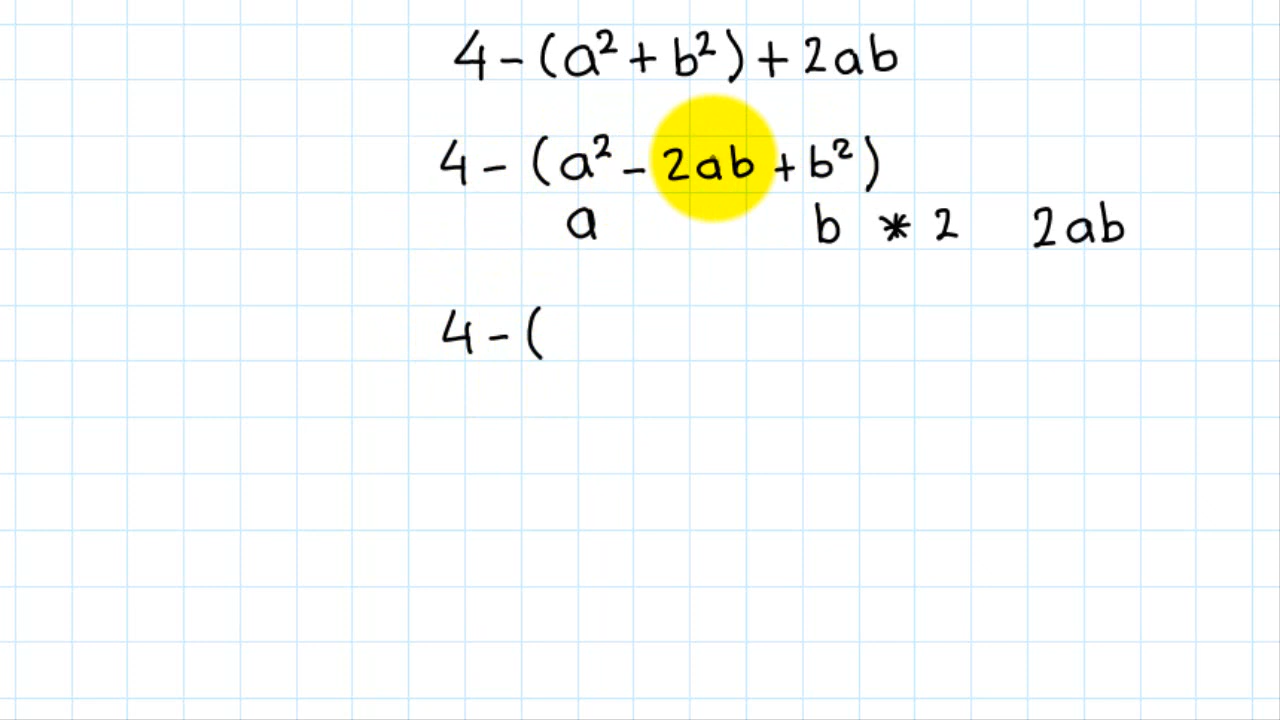 4 - (a² + b²) + 2ab
4 - (a² - 2ab + b²)
a b * 2 2ab
4 - (